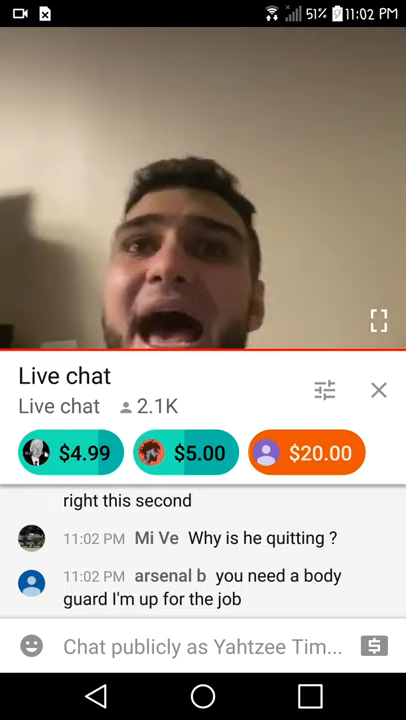 51% 11:02 PM
Live chat
Live chat 2.1K
$4.99 $5.00 $20.00
right this second
11:02 PM Mi Ve Why is he quitting ?
11:02 PM arsenal b you need a body
guard I'm up for the job
Chat publicly as Yahtzee Tim...